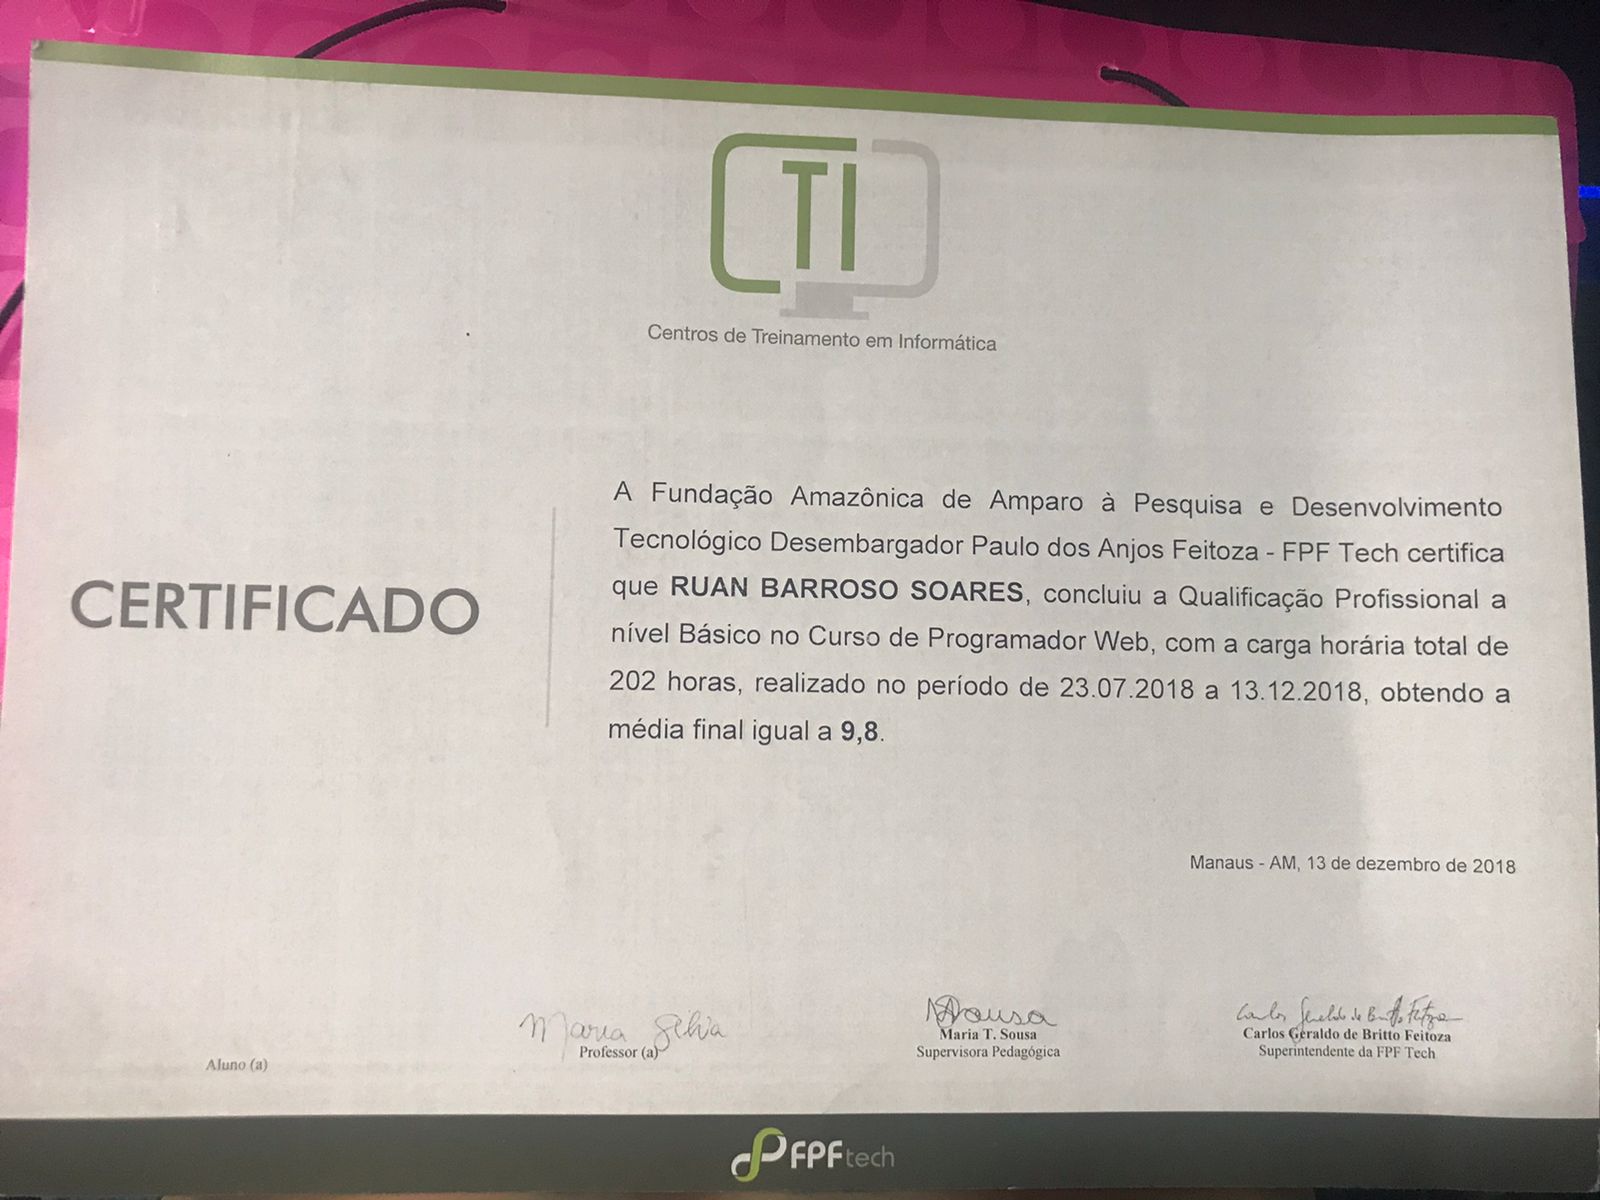 TI
Centros de Treinamento em Informática
CERTIFICADO
A Fundação Amazônica de Amparo à Pesquisa e Desenvolvimento
Tecnológico Desembargador Paulo dos Anjos Feitoza - FPF Tech certifica
que RUAN BARROSO SOARES, concluiu a Qualificação Profissional a
nível Básico no Curso de Programador Web, com a carga horária total de
202 horas, realizado no período de 23.07.2018 a 13.12.2018, obtendo a
média final igual a 9,8.
Manaus - AM, 13 de dezembro de 2018
Maria Silva
Professor (a)
MSousa
Maria T. Sousa
Supervisora Pedagógica
Carlos Geraldo de Britto Feitoza
Carlos Geraldo de Britto Feitoza
Superintendente da FPF Tech
Aluno (a)
FPFtech